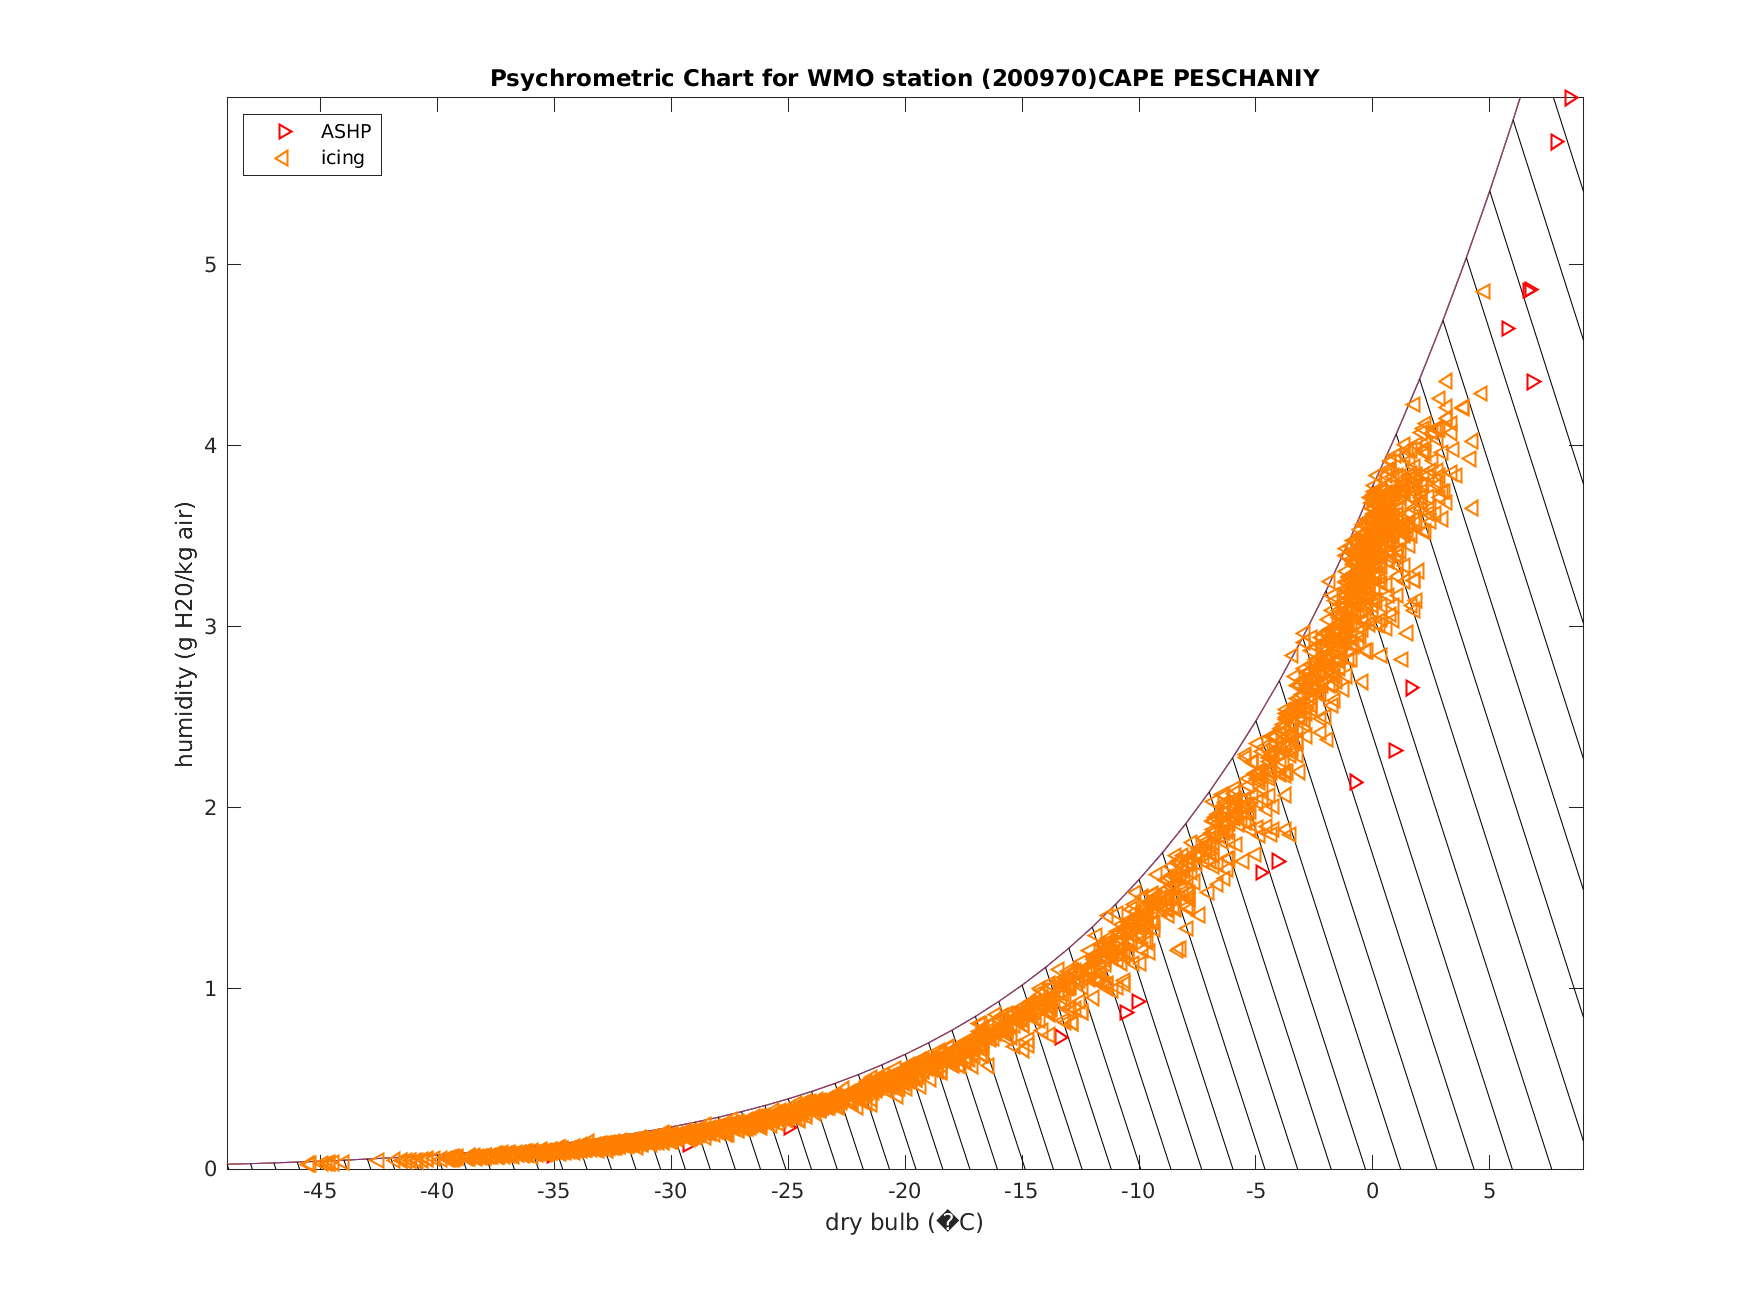 Psychrometric Chart for WMO station (200970)CAPE PESCHANIY
ASHP
icing
humidity (g H20/kg air)
5
4
3
2
1
0
-45 -40 -35 -30 -25 -20 -15 -10 -5 0 5
dry bulb (�C)